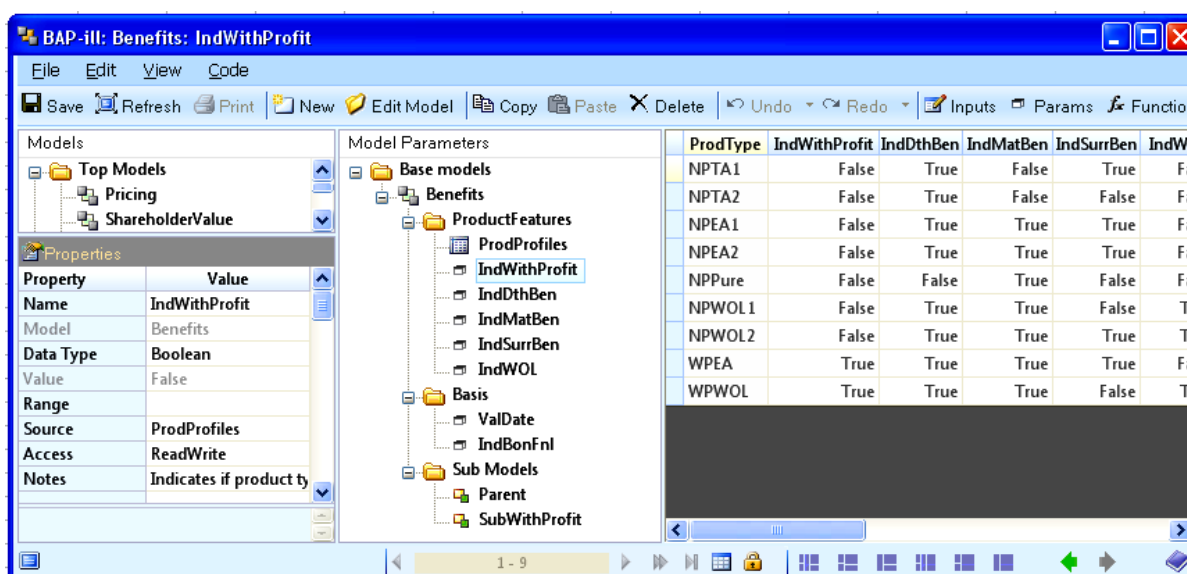 BAP-ill: Benefits: IndWithProfit
File Edit View Code
Save Refresh Print New Edit Model Copy Paste Delete Undo Redo Inputs Params fx Functio
Models
Top Models
Pricing
ShareholderValue
Properties
Property Value
Name IndWithProfit
Model Benefits
Data Type Boolean
Value False
Range
Source ProdProfiles
Access ReadWrite
Notes Indicates if product ty
Model Parameters
Base models
Benefits
ProductFeatures
ProdProfiles
IndWithProfit
IndDthBen
IndMatBen
IndSurrBen
IndWOL
Basis
ValDate
IndBonFnl
Sub Models
Parent
SubWithProfit
ProdType IndWithProfit IndDthBen IndMatBen IndSurrBen IndW
NPTA1 False True False True F
NPTA2 False True False False F
NPEA1 False True True False F
NPEA2 False True True True F
NPPure False False True False F
NPWOL1 False True True False T
NPWOL2 False True True True T
WPEA True True True True F
WPWOL True True True False T
1 - 9